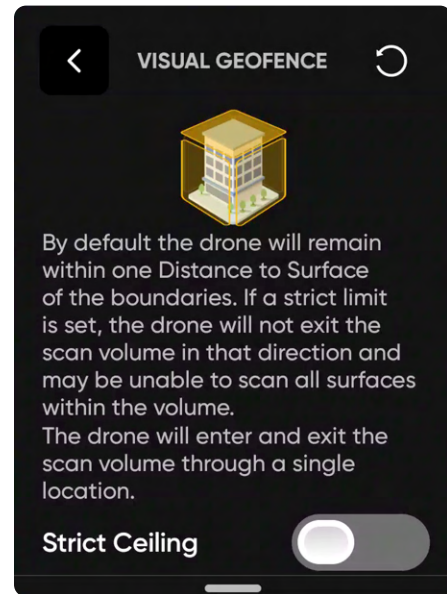 VISUAL GEOFENCE
By default the drone will remain
within one Distance to Surface
of the boundaries. If a strict limit
is set, the drone will not exit the
scan volume in that direction and
may be unable to scan all surfaces
within the volume.
The drone will enter and exit the
scan volume through a single
location.
Strict Ceiling